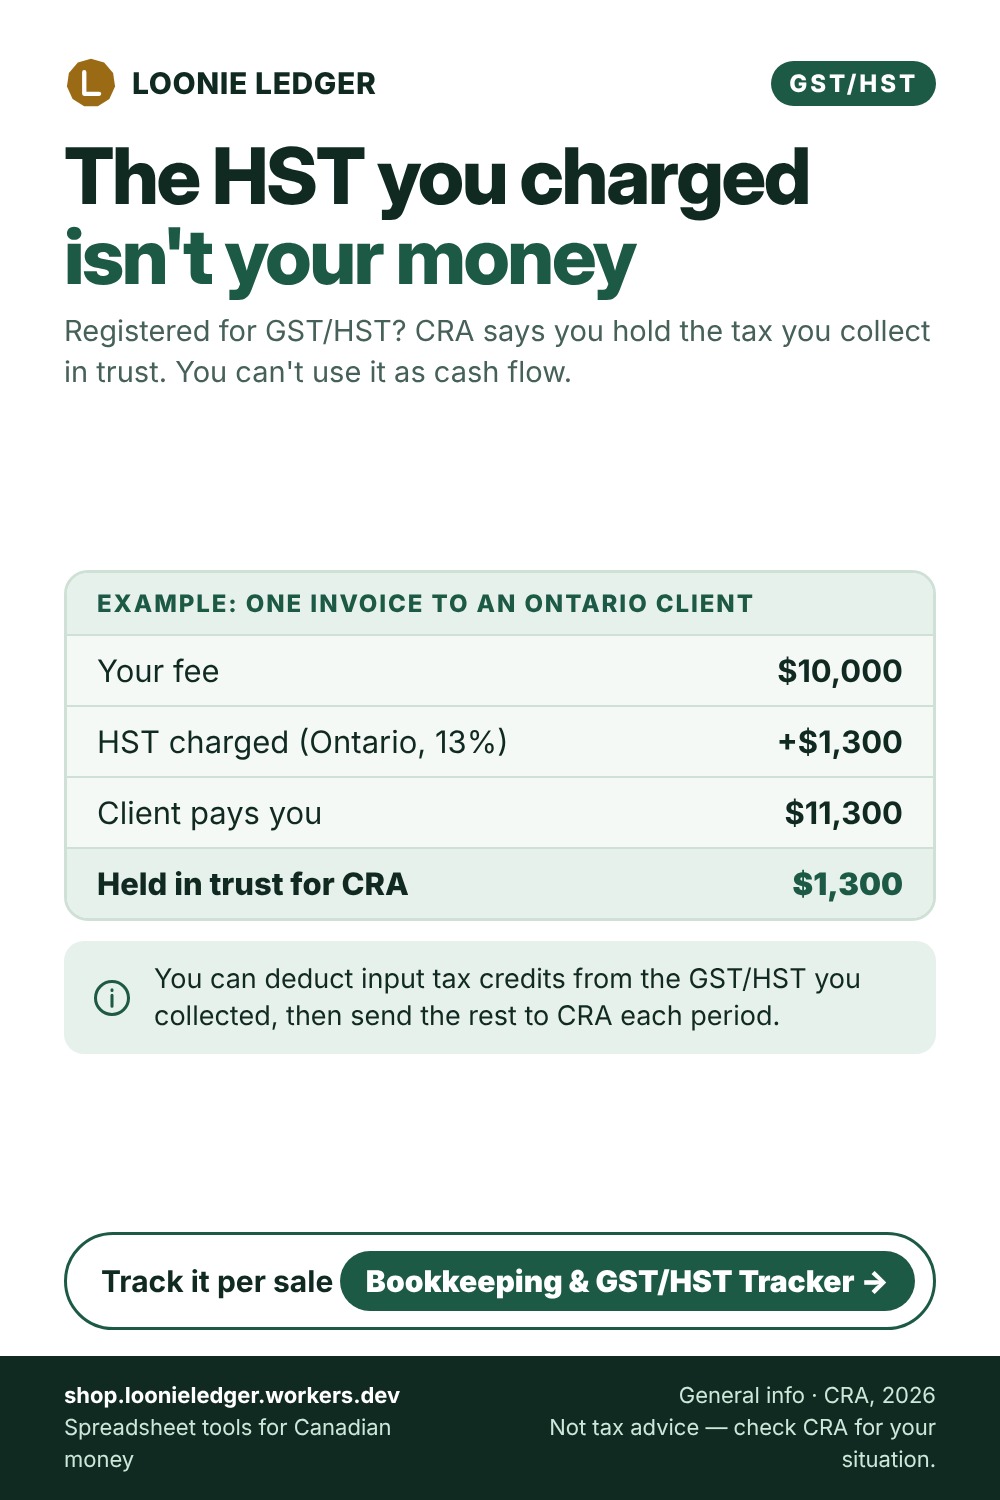 L LOONIE LEDGER
GST/HST
The HST you charged
isn't your money
Registered for GST/HST? CRA says you hold the tax you collect
in trust. You can't use it as cash flow.
EXAMPLE: ONE INVOICE TO AN ONTARIO CLIENT
Your fee $10,000
HST charged (Ontario, 13%) +$1,300
Client pays you $11,300
Held in trust for CRA $1,300
You can deduct input tax credits from the GST/HST you
collected, then send the rest to CRA each period.
Track it per sale Bookkeeping & GST/HST Tracker →
shop.loonieledger.workers.dev
Spreadsheet tools for Canadian
money
General info · CRA, 2026
Not tax advice — check CRA for your
situation.